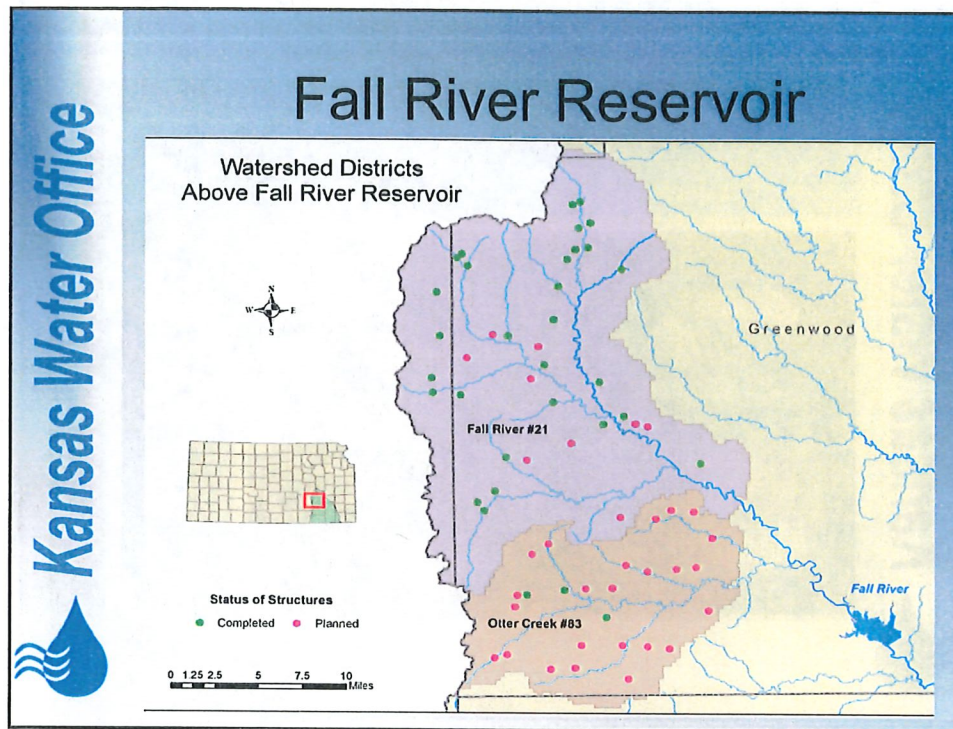 Kansas Water Office
Fall River Reservoir
Watershed Districts
Above Fall River Reservoir
N
W E
S
Greenwood
Fall River #21
Fall River
Otter Creek #83
Status of Structures
Completed Planned
0 1.25 2.5 5 7.5 10
Miles